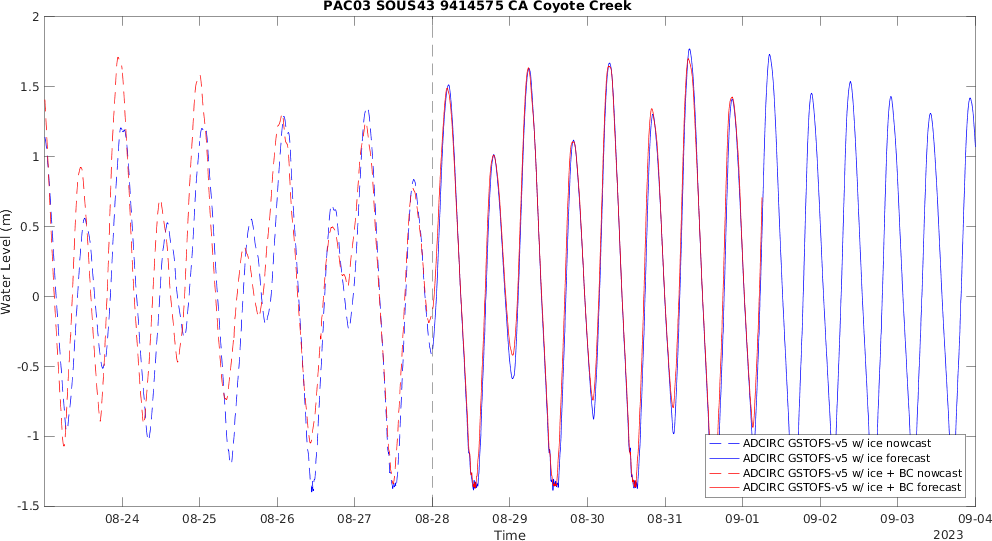 PAC03 SOUS43 9414575 CA Coyote Creek
2
1.5
1
0.5
0
-0.5
-1
-1.5
Water Level (m)
ADCIRC GSTOFS-v5 w/ ice nowcast
ADCIRC GSTOFS-v5 w/ ice forecast
ADCIRC GSTOFS-v5 w/ ice + BC nowcast
ADCIRC GSTOFS-v5 w/ ice + BC forecast
08-24 08-25 08-26 08-27 08-28 08-29 08-30 08-31 09-01 09-02 09-03 09-04
Time
2023